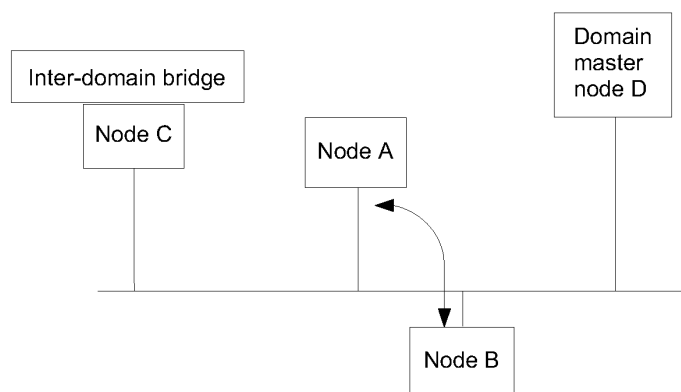 Inter-domain bridge
Node C
Node A
Domain
master
node D
Node B